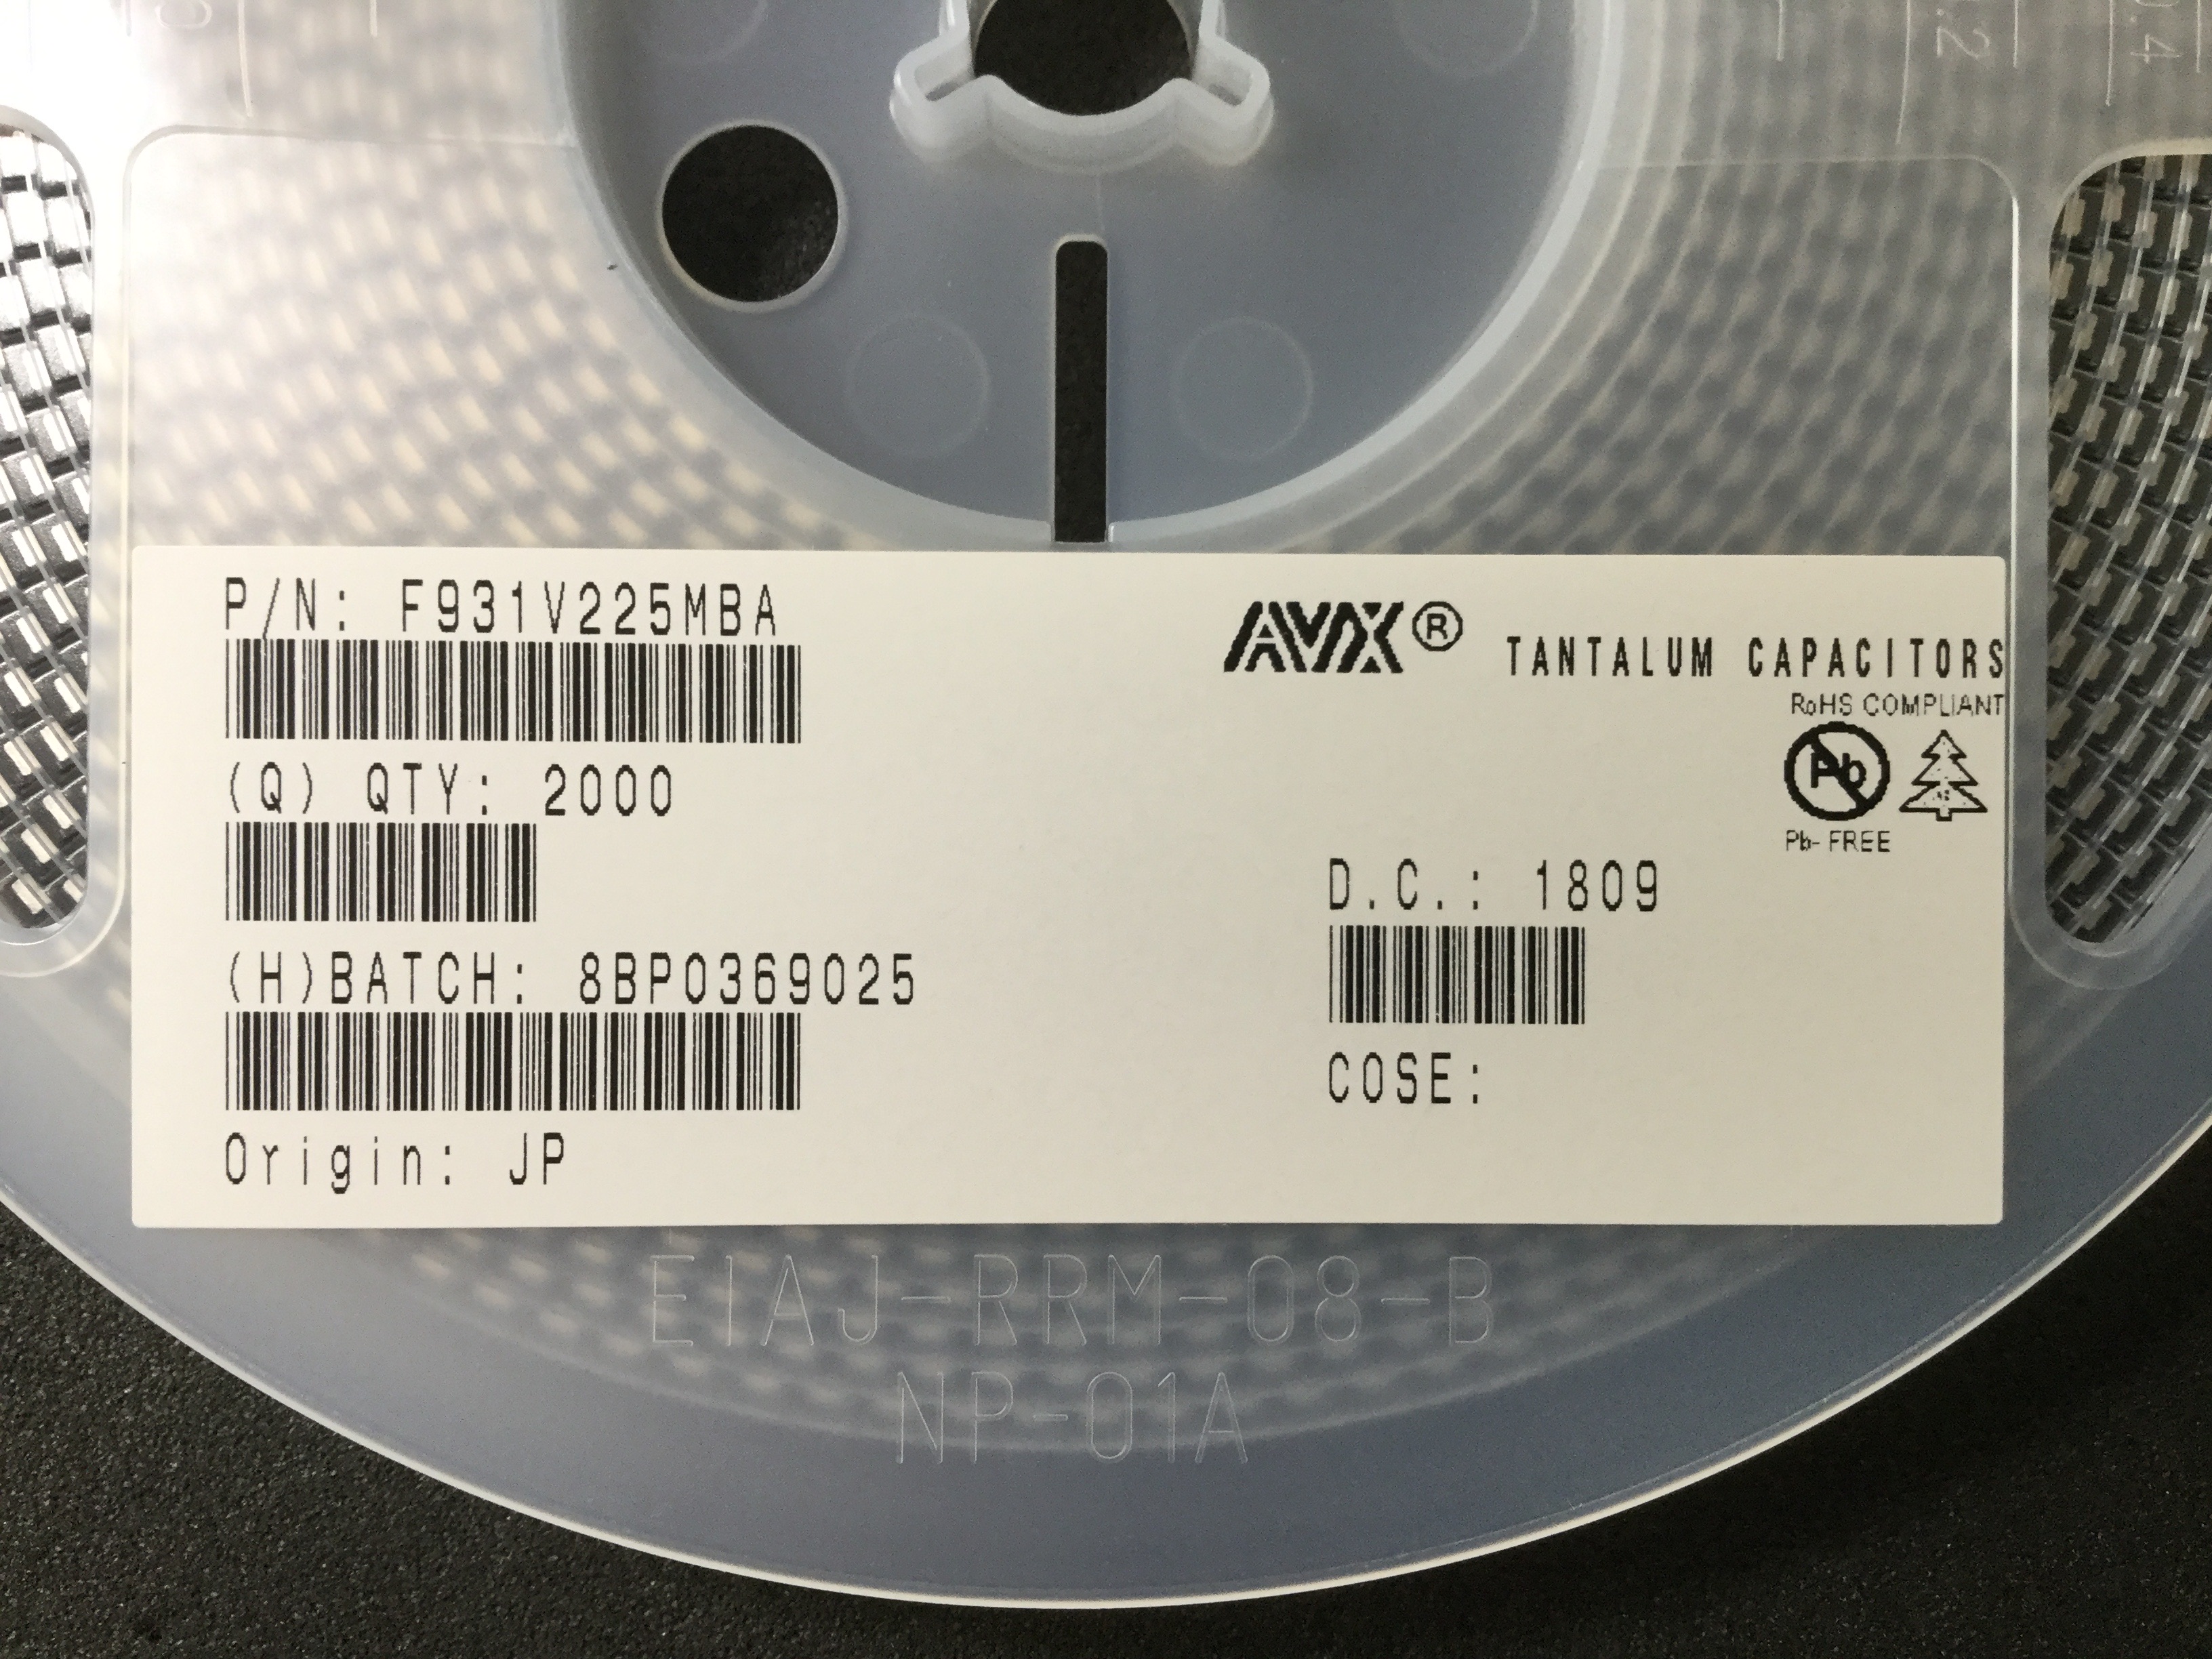 P/N: F931V225MBA
AVX® TANTALUM CAPACITORS
RoHS COMPLIANT
Pb
Pb- FREE
(Q) QTY: 2000
D.C.: 1809
(H)BATCH: 8BP0369025
COSE:
Origin: JP
EIAJ-RRM-08-B
NP-01A